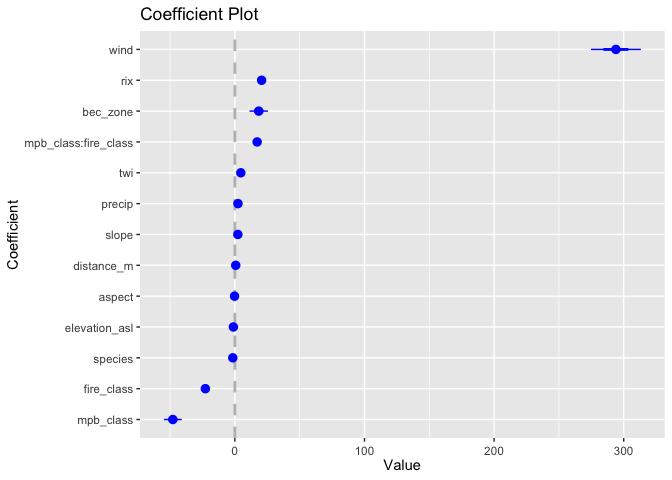 Coefficient Plot
wind
rix
bec_zone
mpb_class:fire_class
twi
precip
slope
distance_m
aspect
elevation_asl
species
fire_class
mpb_class
Coefficient
0 100 200 300
Value